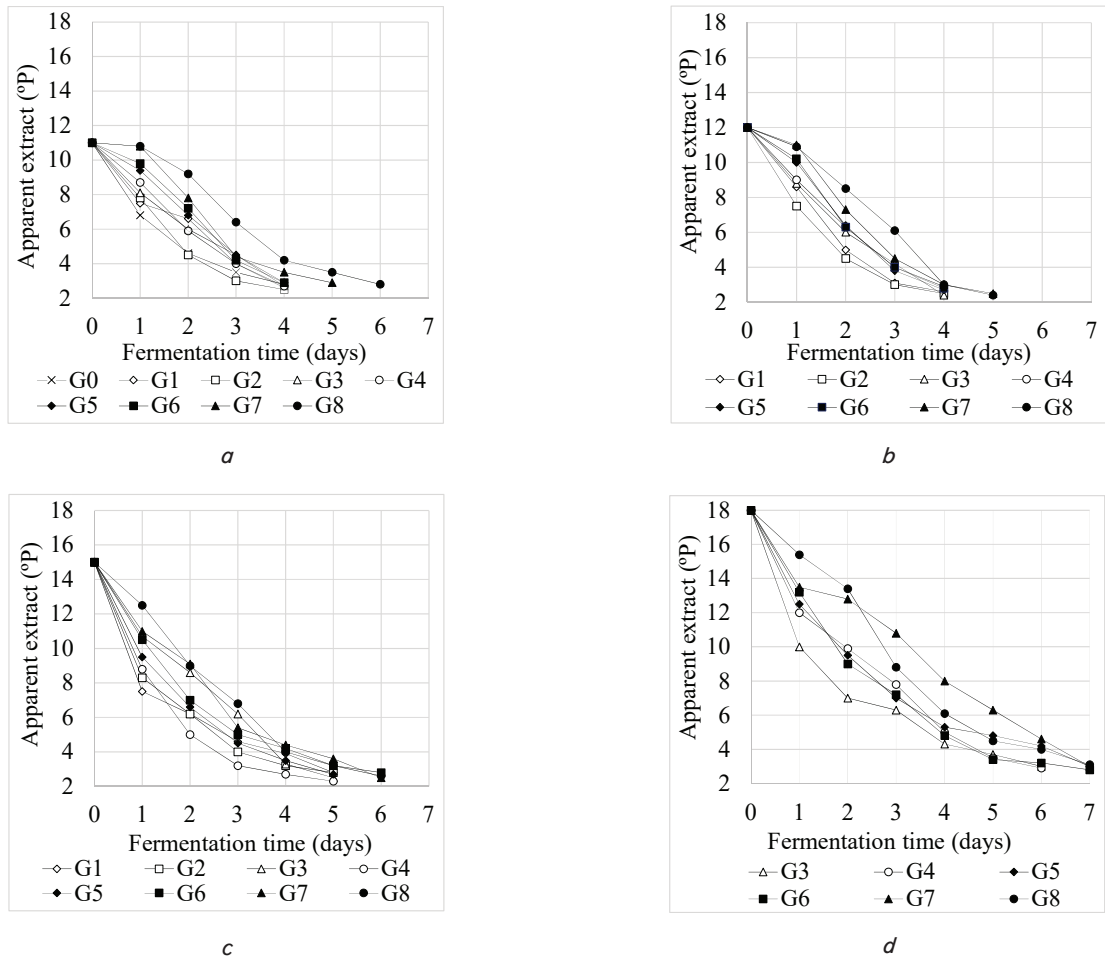 18
16
14
12
10
8
6
4
2
Apparent extract (ºP)
0 1 2 3 4 5 6 7
Fermentation time (days)
G0 G1 G2 G3 G4
G5 G6 G7 G8
a
18
16
14
12
10
8
6
4
2
Apparent extract (ºP)
0 1 2 3 4 5 6 7
Fermentation time (days)
G1 G2 G3 G4
G5 G6 G7 G8
b
18
16
14
12
10
8
6
4
2
Apparent extract (ºP)
0 1 2 3 4 5 6 7
Fermentation time (days)
G1 G2 G3 G4
G5 G6 G7 G8
c
18
16
14
12
10
8
6
4
2
Apparent extract (ºP)
0 1 2 3 4 5 6 7
Fermentation time (days)
G3 G4 G5
G6 G7 G8
d